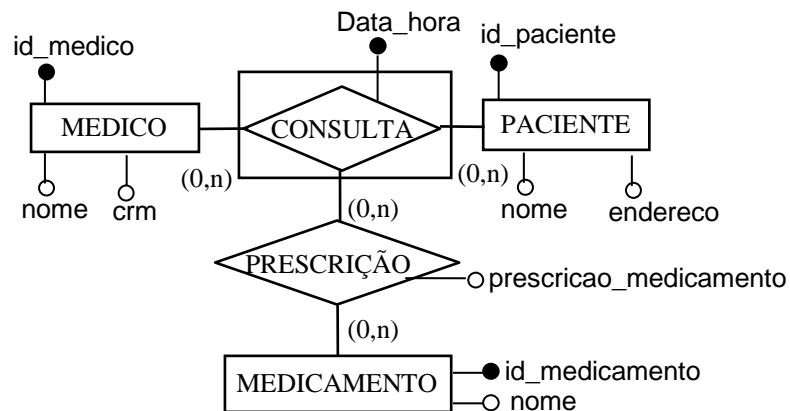 Data_hora
id_medico
id_paciente
MEDICO
CONSULTA
PACIENTE
(0,n)
(0,n)
nome
crm
(0,n)
nome
endereco
PRESCRIÇÃO
prescricao_medicamento
(0,n)
MEDICAMENTO
id_medicamento
nome